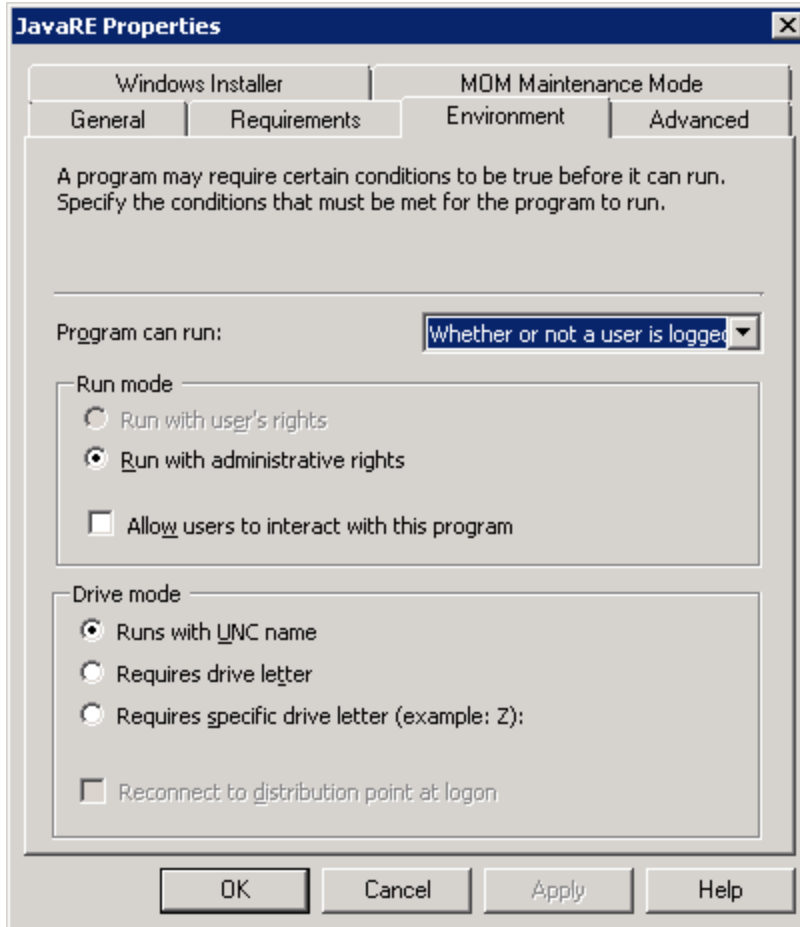 JavaRE Properties
Windows Installer
MOM Maintenance Mode
General
Requirements
Environment
Advanced
A program may require certain conditions to be true before it can run.
Specify the conditions that must be met for the program to run.
Program can run:
Whether or not a user is logged
Run mode
Run with user's rights
Run with administrative rights
Allow users to interact with this program
Drive mode
Runs with UNC name
Requires drive letter
Requires specific drive letter (example: Z):
Reconnect to distribution point at logon
OK
Cancel
Apply
Help